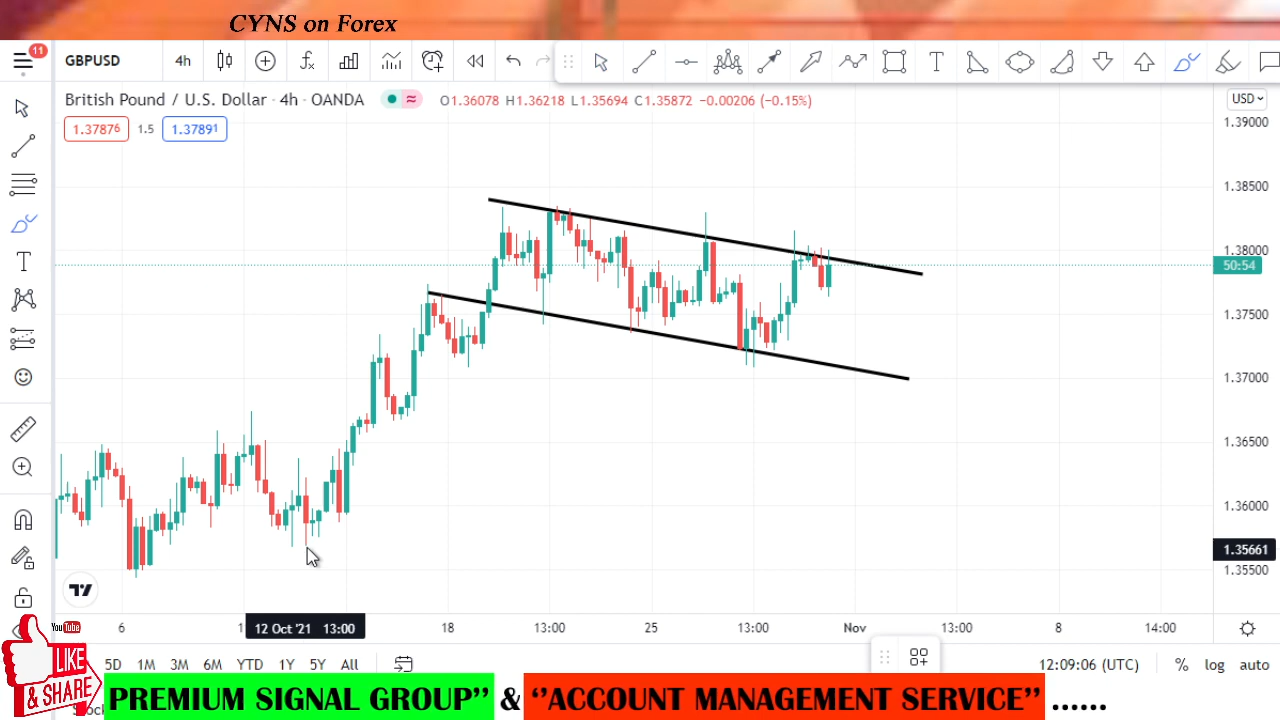 CYNS on Forex
11
GBPUSD 4h
British Pound / U.S. Dollar · 4h · OANDA O1.36078 H1.36218 L1.35694 C1.35872 −0.00206 (−0.15%)
USD
1.37876 1.5 1.37891
1.39000
1.38500
1.38000
50:54
1.37500
1.37000
1.36500
1.36000
1.35661
1.35500
6 1 12 Oct '21 13:00 18 13:00 25 13:00 Nov 13:00 8 14:00
YouTube
LIKE
& SHARE
5D 1M 3M 6M YTD 1Y 5Y All 12:09:06 (UTC) % log auto
PREMIUM SIGNAL GROUP'' & ‘‘ACCOUNT MANAGEMENT SERVICE’’ ......